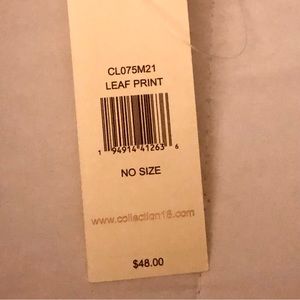 CL075M21
LEAF PRINT
1 94914 41263 6
NO SIZE
www.collection18.com
$48.00